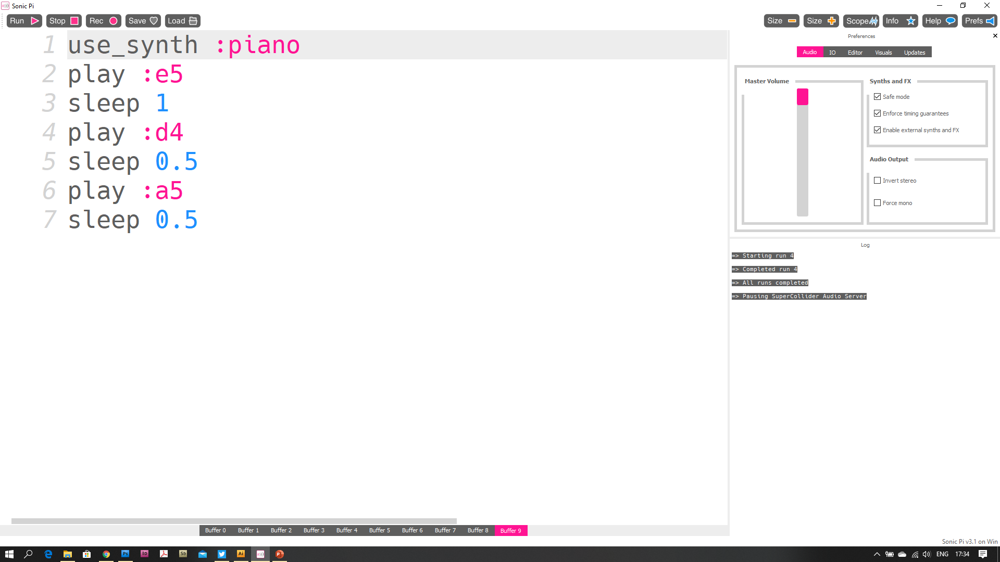 Sonic Pi
Run Stop Rec Save Load Size Size Scope Info Help Prefs
1 use_synth :piano
2 play :e5
3 sleep 1
4 play :d4
5 sleep 0.5
6 play :a5
7 sleep 0.5
Preferences
Audio IO Editor Visuals Updates
Master Volume
Synths and FX
Safe mode
Enforce timing guarantees
Enable external synths and FX
Audio Output
Invert stereo
Force mono
Log
=> Starting run 4
=> Completed run 4
=> All runs completed
=> Pausing SuperCollider Audio Server
Buffer 0 Buffer 1 Buffer 2 Buffer 3 Buffer 4 Buffer 5 Buffer 6 Buffer 7 Buffer 8 Buffer 9
Sonic Pi v3.1 on Win
Ps ID Sb Ai P ENG 17:34